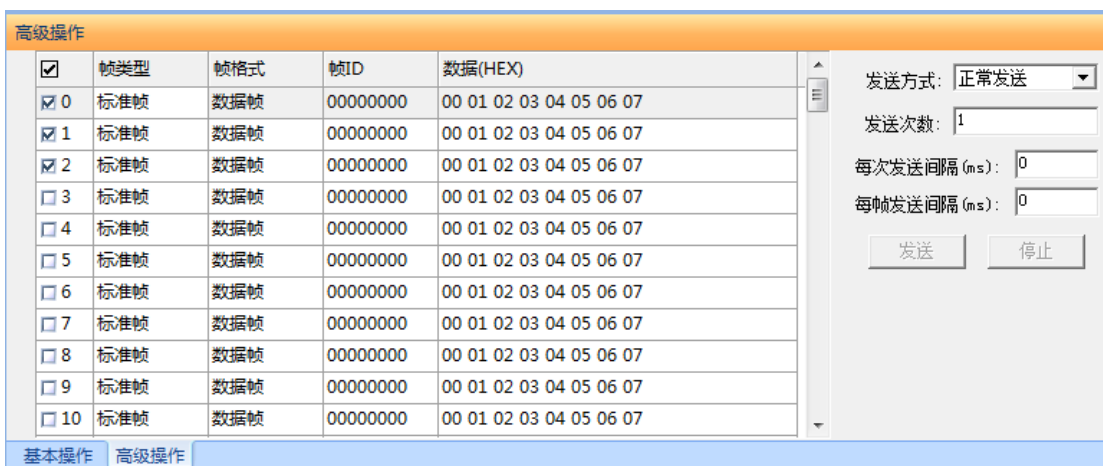 高级操作
帧类型 帧格式 帧ID 数据(HEX)
0 标准帧 数据帧 00000000 00 01 02 03 04 05 06 07
1 标准帧 数据帧 00000000 00 01 02 03 04 05 06 07
2 标准帧 数据帧 00000000 00 01 02 03 04 05 06 07
3 标准帧 数据帧 00000000 00 01 02 03 04 05 06 07
4 标准帧 数据帧 00000000 00 01 02 03 04 05 06 07
5 标准帧 数据帧 00000000 00 01 02 03 04 05 06 07
6 标准帧 数据帧 00000000 00 01 02 03 04 05 06 07
7 标准帧 数据帧 00000000 00 01 02 03 04 05 06 07
8 标准帧 数据帧 00000000 00 01 02 03 04 05 06 07
9 标准帧 数据帧 00000000 00 01 02 03 04 05 06 07
10 标准帧 数据帧 00000000 00 01 02 03 04 05 06 07
发送方式: 正常发送
发送次数: 1
每次发送间隔(ms): 0
每帧发送间隔(ms): 0
发送 停止
基本操作 高级操作